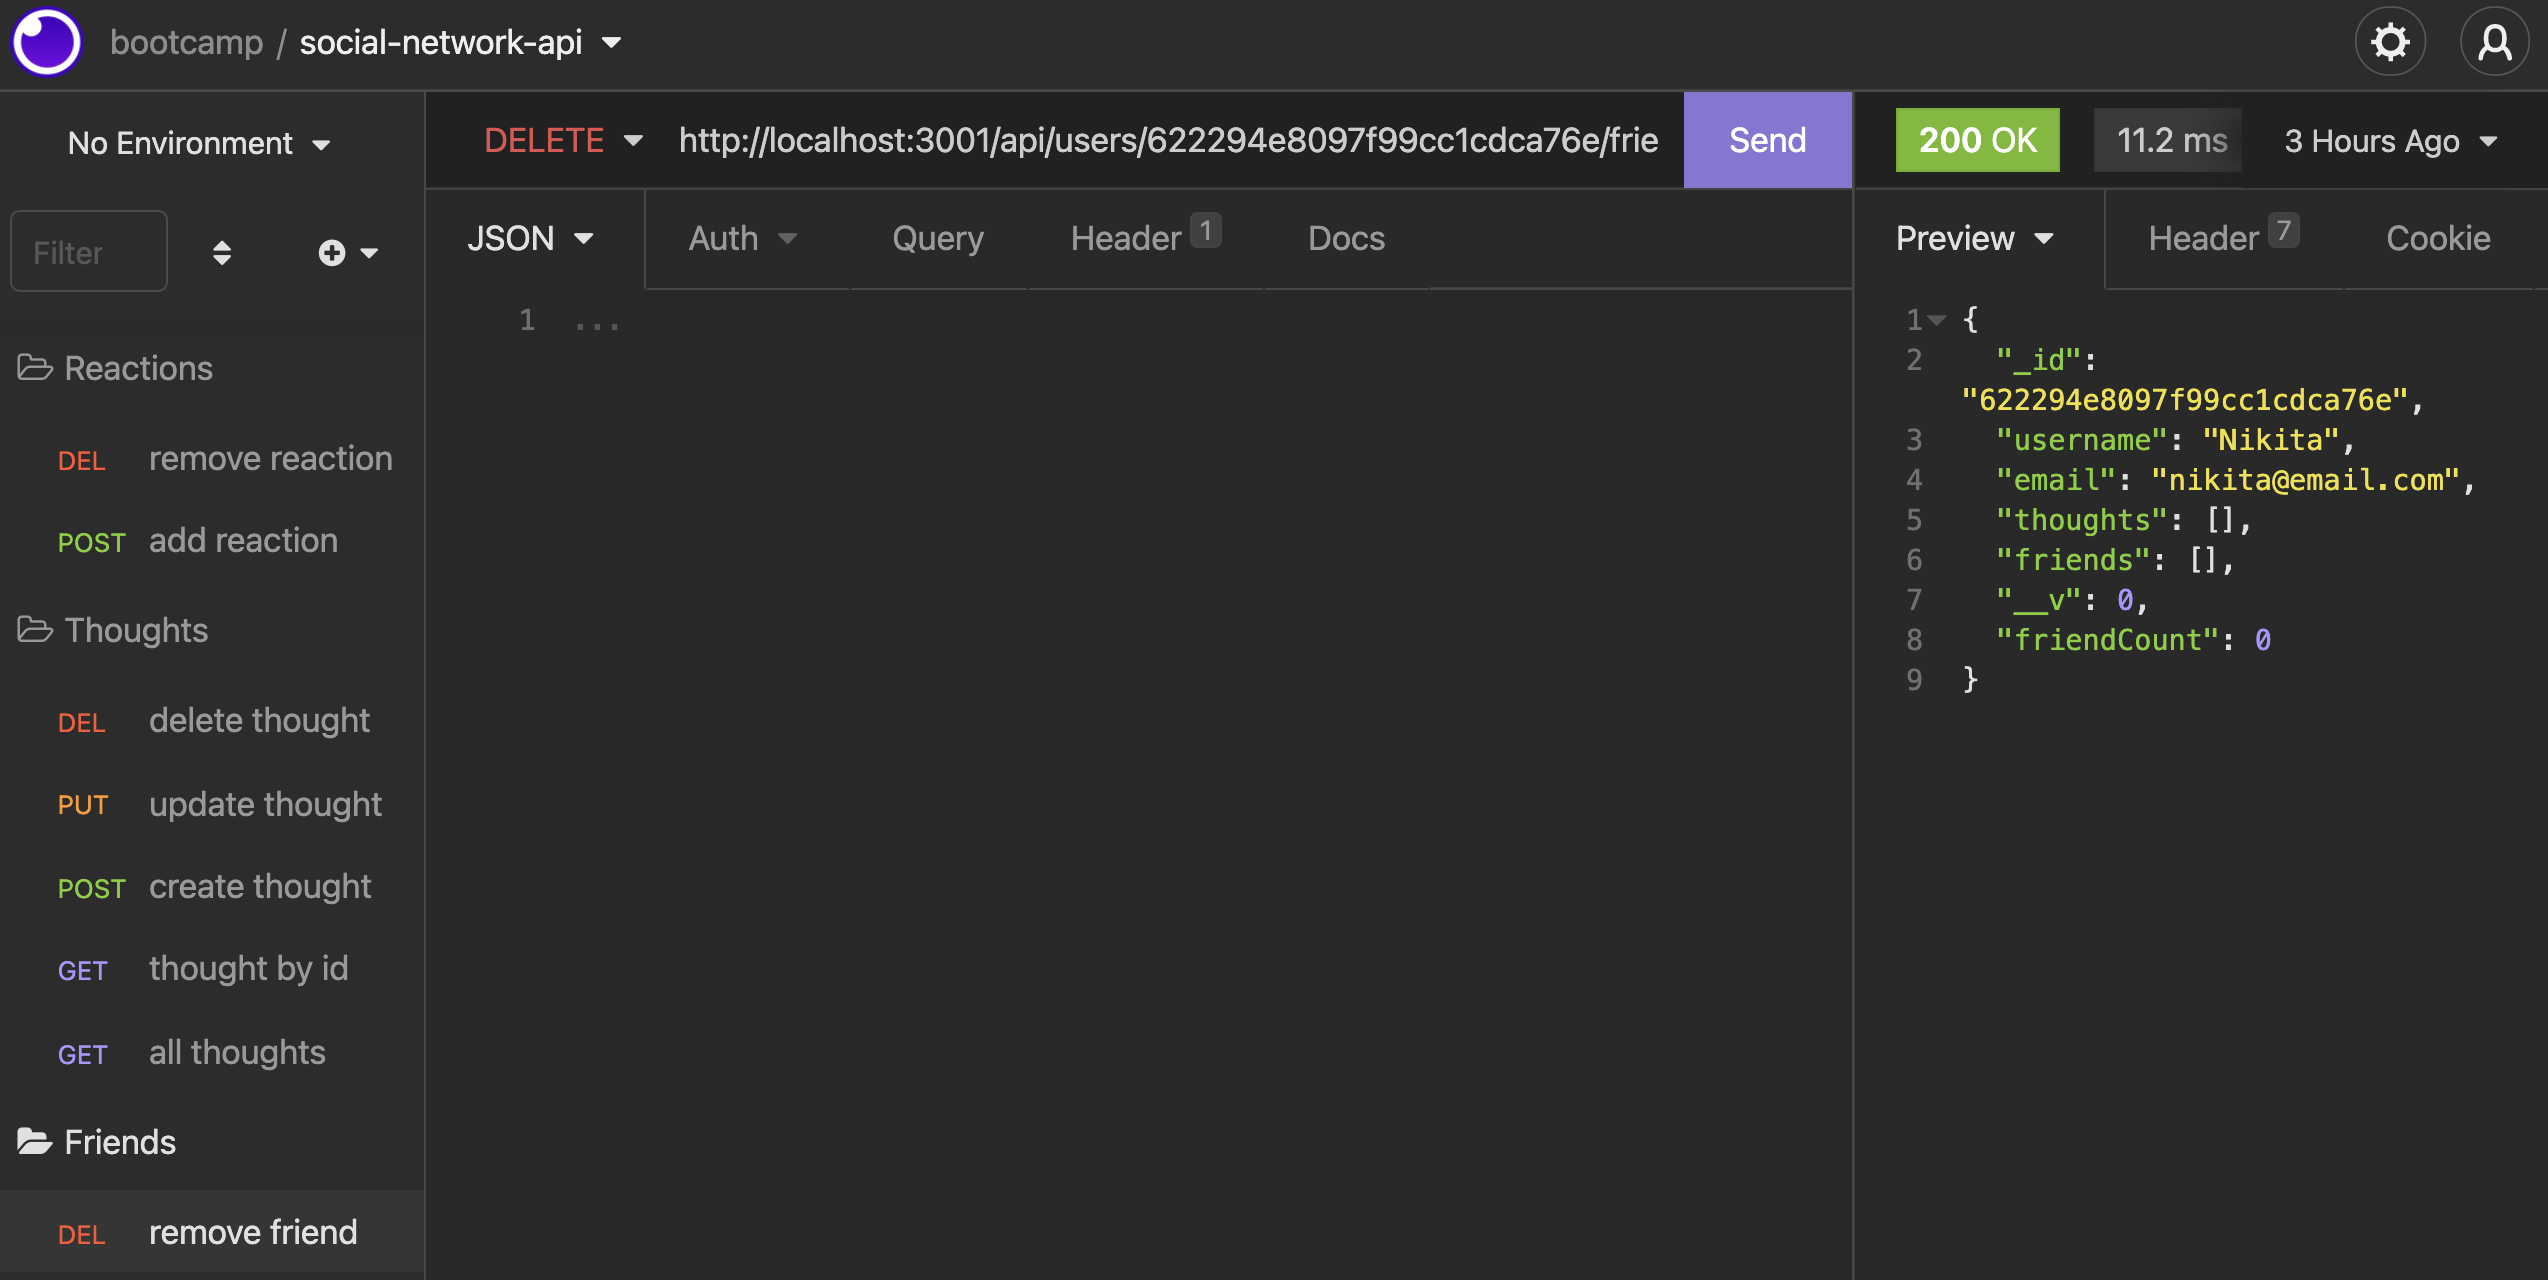 bootcamp / social-network-api
No Environment
DELETE http://localhost:3001/api/users/622294e8097f99cc1cdca76e/frie Send
200 OK 11.2 ms 3 Hours Ago
Filter
JSON Auth Query Header 1 Docs
Preview Header 7 Cookie
1 ...
Reactions
DEL remove reaction
POST add reaction
Thoughts
DEL delete thought
PUT update thought
POST create thought
GET thought by id
GET all thoughts
Friends
DEL remove friend
1 {
2 "_id":
"622294e8097f99cc1cdca76e",
3 "username": "Nikita",
4 "email": "nikita@email.com",
5 "thoughts": [],
6 "friends": [],
7 "__v": 0,
8 "friendCount": 0
9 }